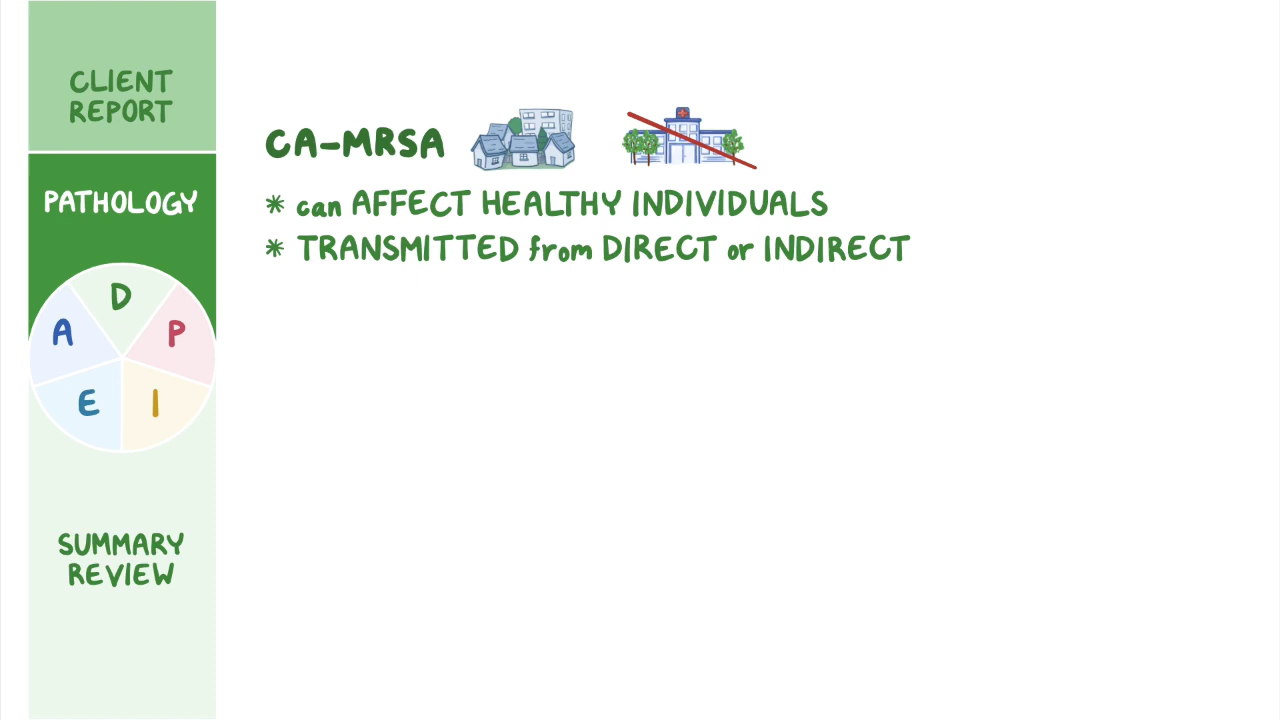 CLIENT
REPORT
PATHOLOGY
D
A
P
E
I
SUMMARY
REVIEW
CA-MRSA
* can AFFECT HEALTHY INDIVIDUALS
* TRANSMITTED from DIRECT or INDIRECT